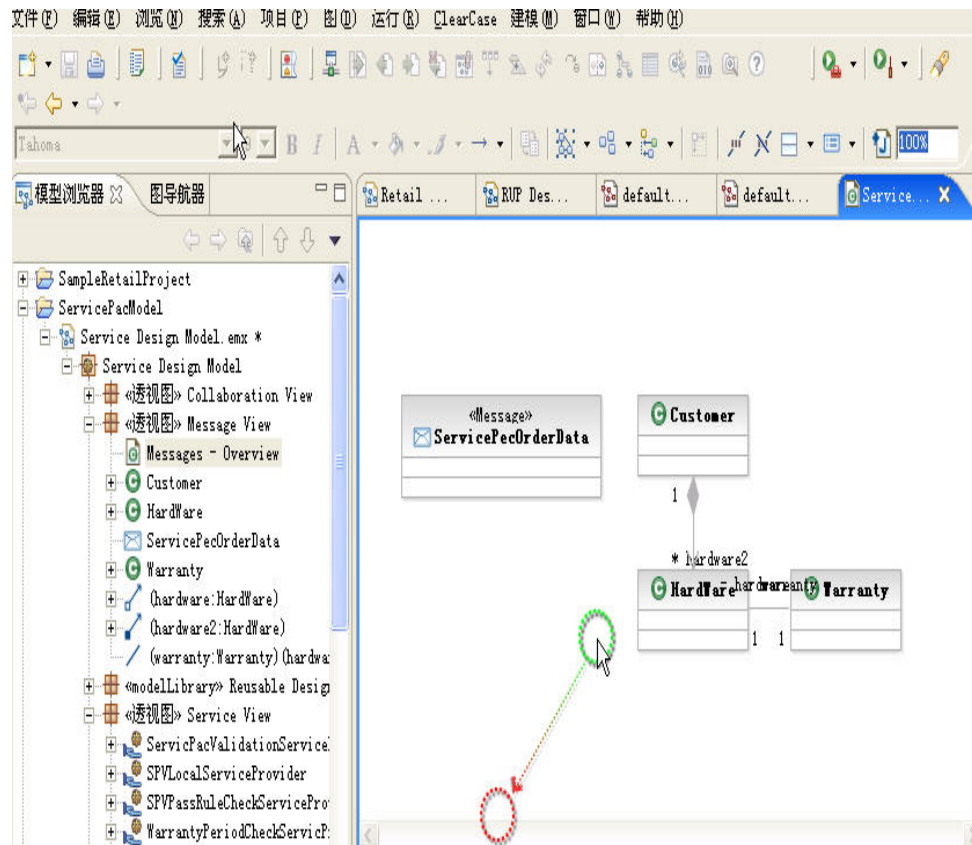 文件(F) 编辑(E) 浏览(N) 搜索(A) 项目(P) 图(D) 运行(R) ClearCase 建模(M) 窗口(W) 帮助(H)
Tahoma B I A 100%
模型浏览器 图导航器
Retail ... RUP Des... default... default... Service...
SampleRetailProject
ServicePacModel
Service Design Model.emx *
Service Design Model
«透视图» Collaboration View
«透视图» Message View
Messages - Overview
Customer
HardWare
ServicePecOrderData
Warranty
(hardware:HardWare)
(hardware2:HardWare)
(warranty:Warranty)(hardwa
«modelLibrary» Reusable Desig
«透视图» Service View
ServicPacValidationService
SPVLocalServiceProvider
SPVPassRuleCheckServicePro
WarrantyPeriodCheckServicP
«Message»
ServicePecOrderData
Customer
1
* hardware2
HardWare
- hardware
Warranty
1 1